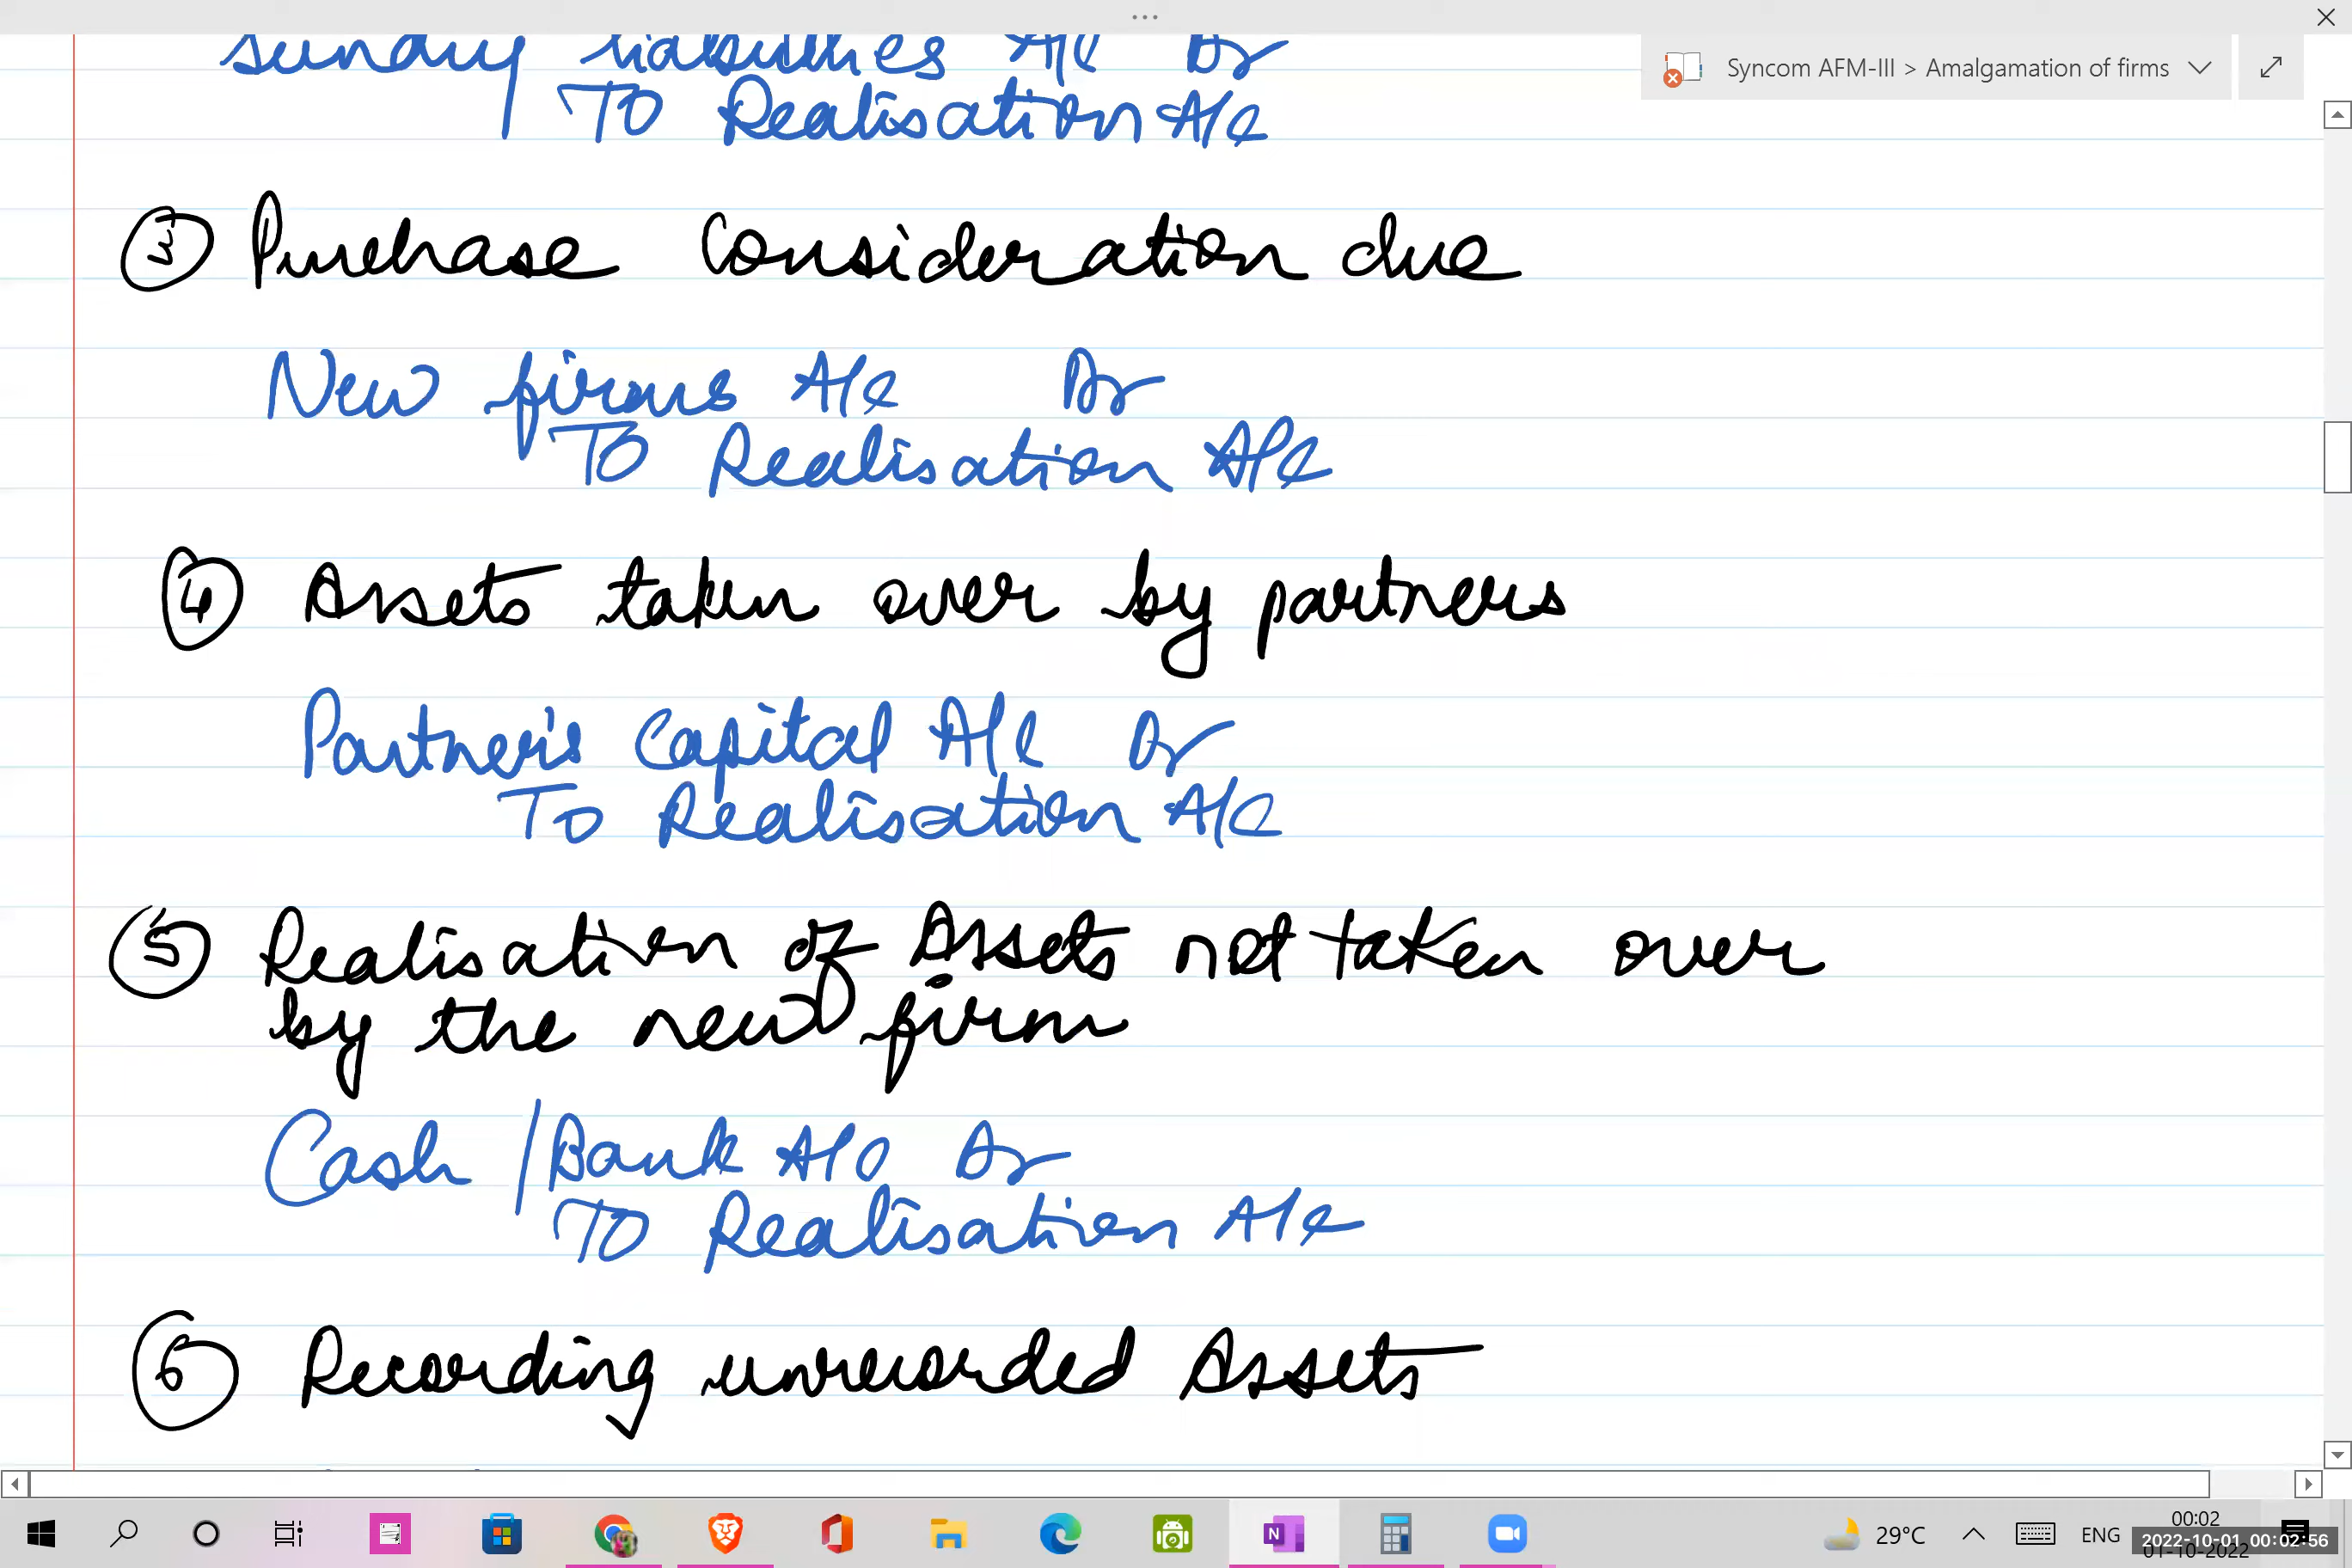 Syncom AFM-III > Amalgamation of firms
Sundry liabilities A/c Dr
To Realisation A/c
③ Purchase Consideration due
New firms A/c Dr
To Realisation A/c
④ Assets taken over by partners
Partner's Capital A/c Dr
To Realisation A/c
⑤ Realisation of Assets not taken over
by the new firm
Cash / Bank A/c Dr
To Realisation A/c
⑥ Recording unrecorded Assets
29°C
ENG
00:02
2022-10-01 00:02:56
01-10-2022